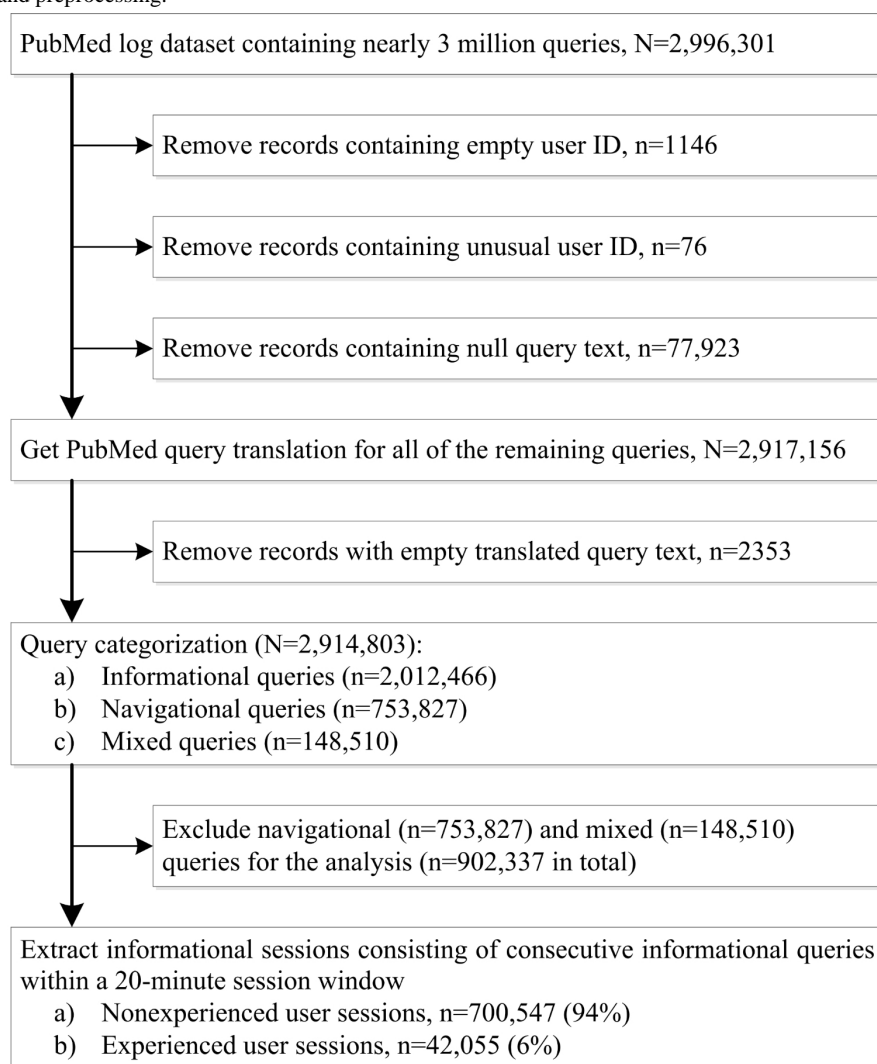 and preprocessing.
PubMed log dataset containing nearly 3 million queries, N=2,996,301
Remove records containing empty user ID, n=1146
Remove records containing unusual user ID, n=76
Remove records containing null query text, n=77,923
Get PubMed query translation for all of the remaining queries, N=2,917,156
Remove records with empty translated query text, n=2353
Query categorization (N=2,914,803):
a) Informational queries (n=2,012,466)
b) Navigational queries (n=753,827)
c) Mixed queries (n=148,510)
Exclude navigational (n=753,827) and mixed (n=148,510)
queries for the analysis (n=902,337 in total)
Extract informational sessions consisting of consecutive informational queries
within a 20-minute session window
a) Nonexperienced user sessions, n=700,547 (94%)
b) Experienced user sessions, n=42,055 (6%)